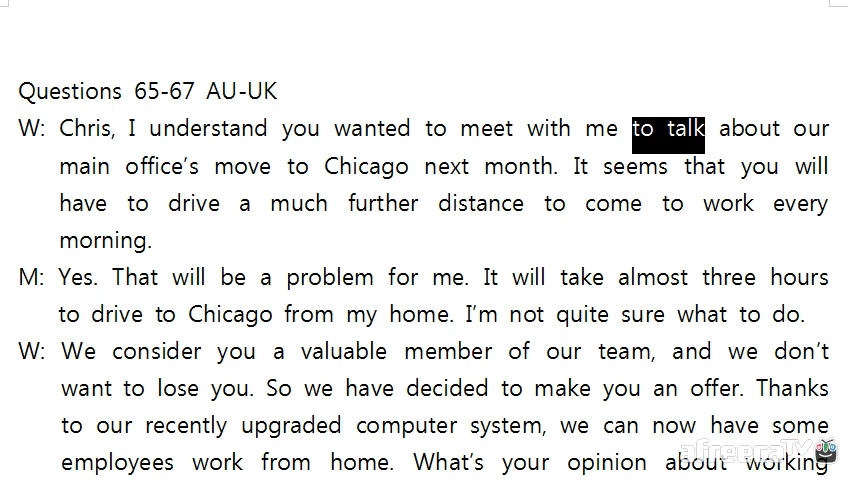 Questions 65-67 AU-UK
W: Chris, I understand you wanted to meet with me to talk about our
main office's move to Chicago next month. It seems that you will
have to drive a much further distance to come to work every
morning.
M: Yes. That will be a problem for me. It will take almost three hours
to drive to Chicago from my home. I'm not quite sure what to do.
W: We consider you a valuable member of our team, and we don't
want to lose you. So we have decided to make you an offer. Thanks
to our recently upgraded computer system, we can now have some
employees work from home. What's your opinion about working
afreecaTV